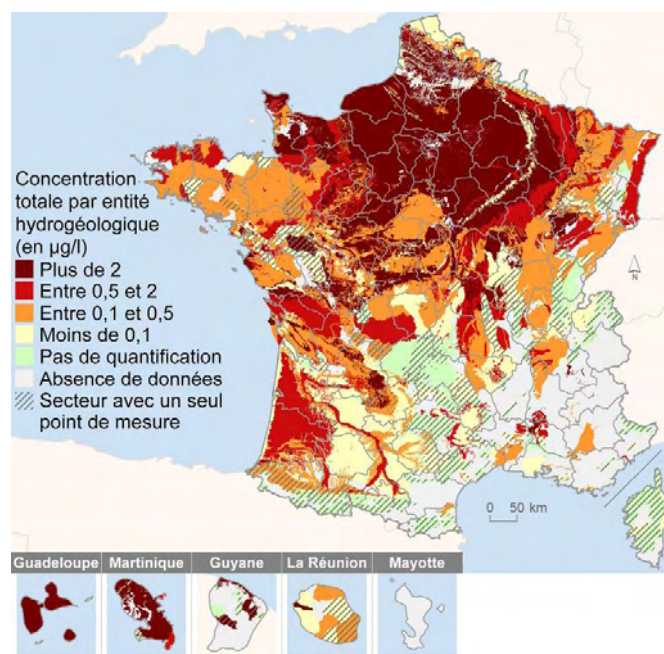 Concentration
totale par entité
hydrogéologique
(en µg/l)
Plus de 2
Entre 0,5 et 2
Entre 0,1 et 0,5
Moins de 0,1
Pas de quantification
Absence de données
Secteur avec un seul
point de mesure
N
0 50 km
Guadeloupe Martinique Guyane La Réunion Mayotte